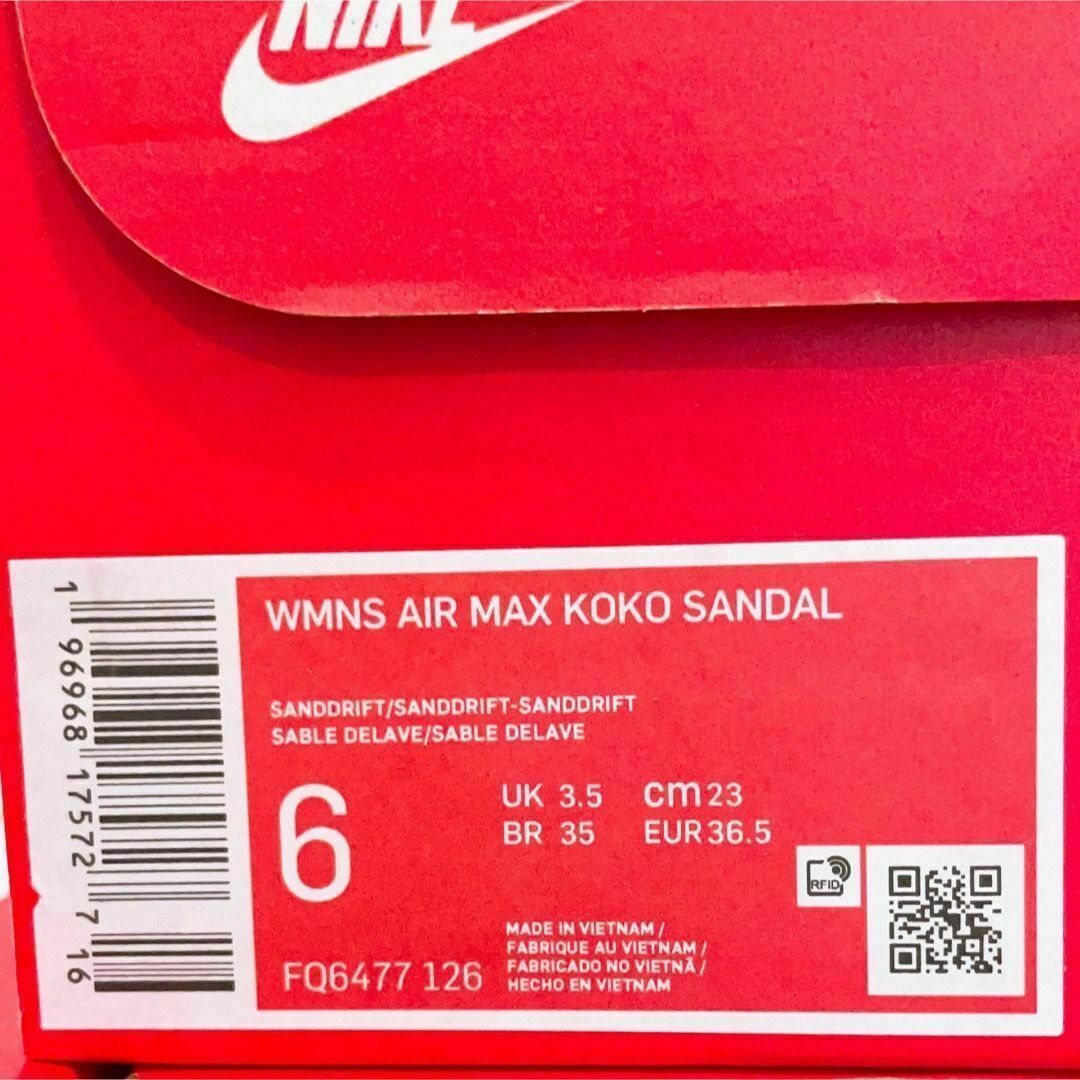 NIKE
WMNS AIR MAX KOKO SANDAL
SANDDRIFT/SANDDRIFT-SANDDRIFT
SABLE DELAVE/SABLE DELAVE
6
UK 3.5 cm 23
BR 35 EUR 36.5
RFID
MADE IN VIETNAM /
FABRIQUE AU VIETNAM /
FABRICADO NO VIETNÃ /
HECHO EN VIETNAM
FQ6477 126
1 96968 17572 7 16